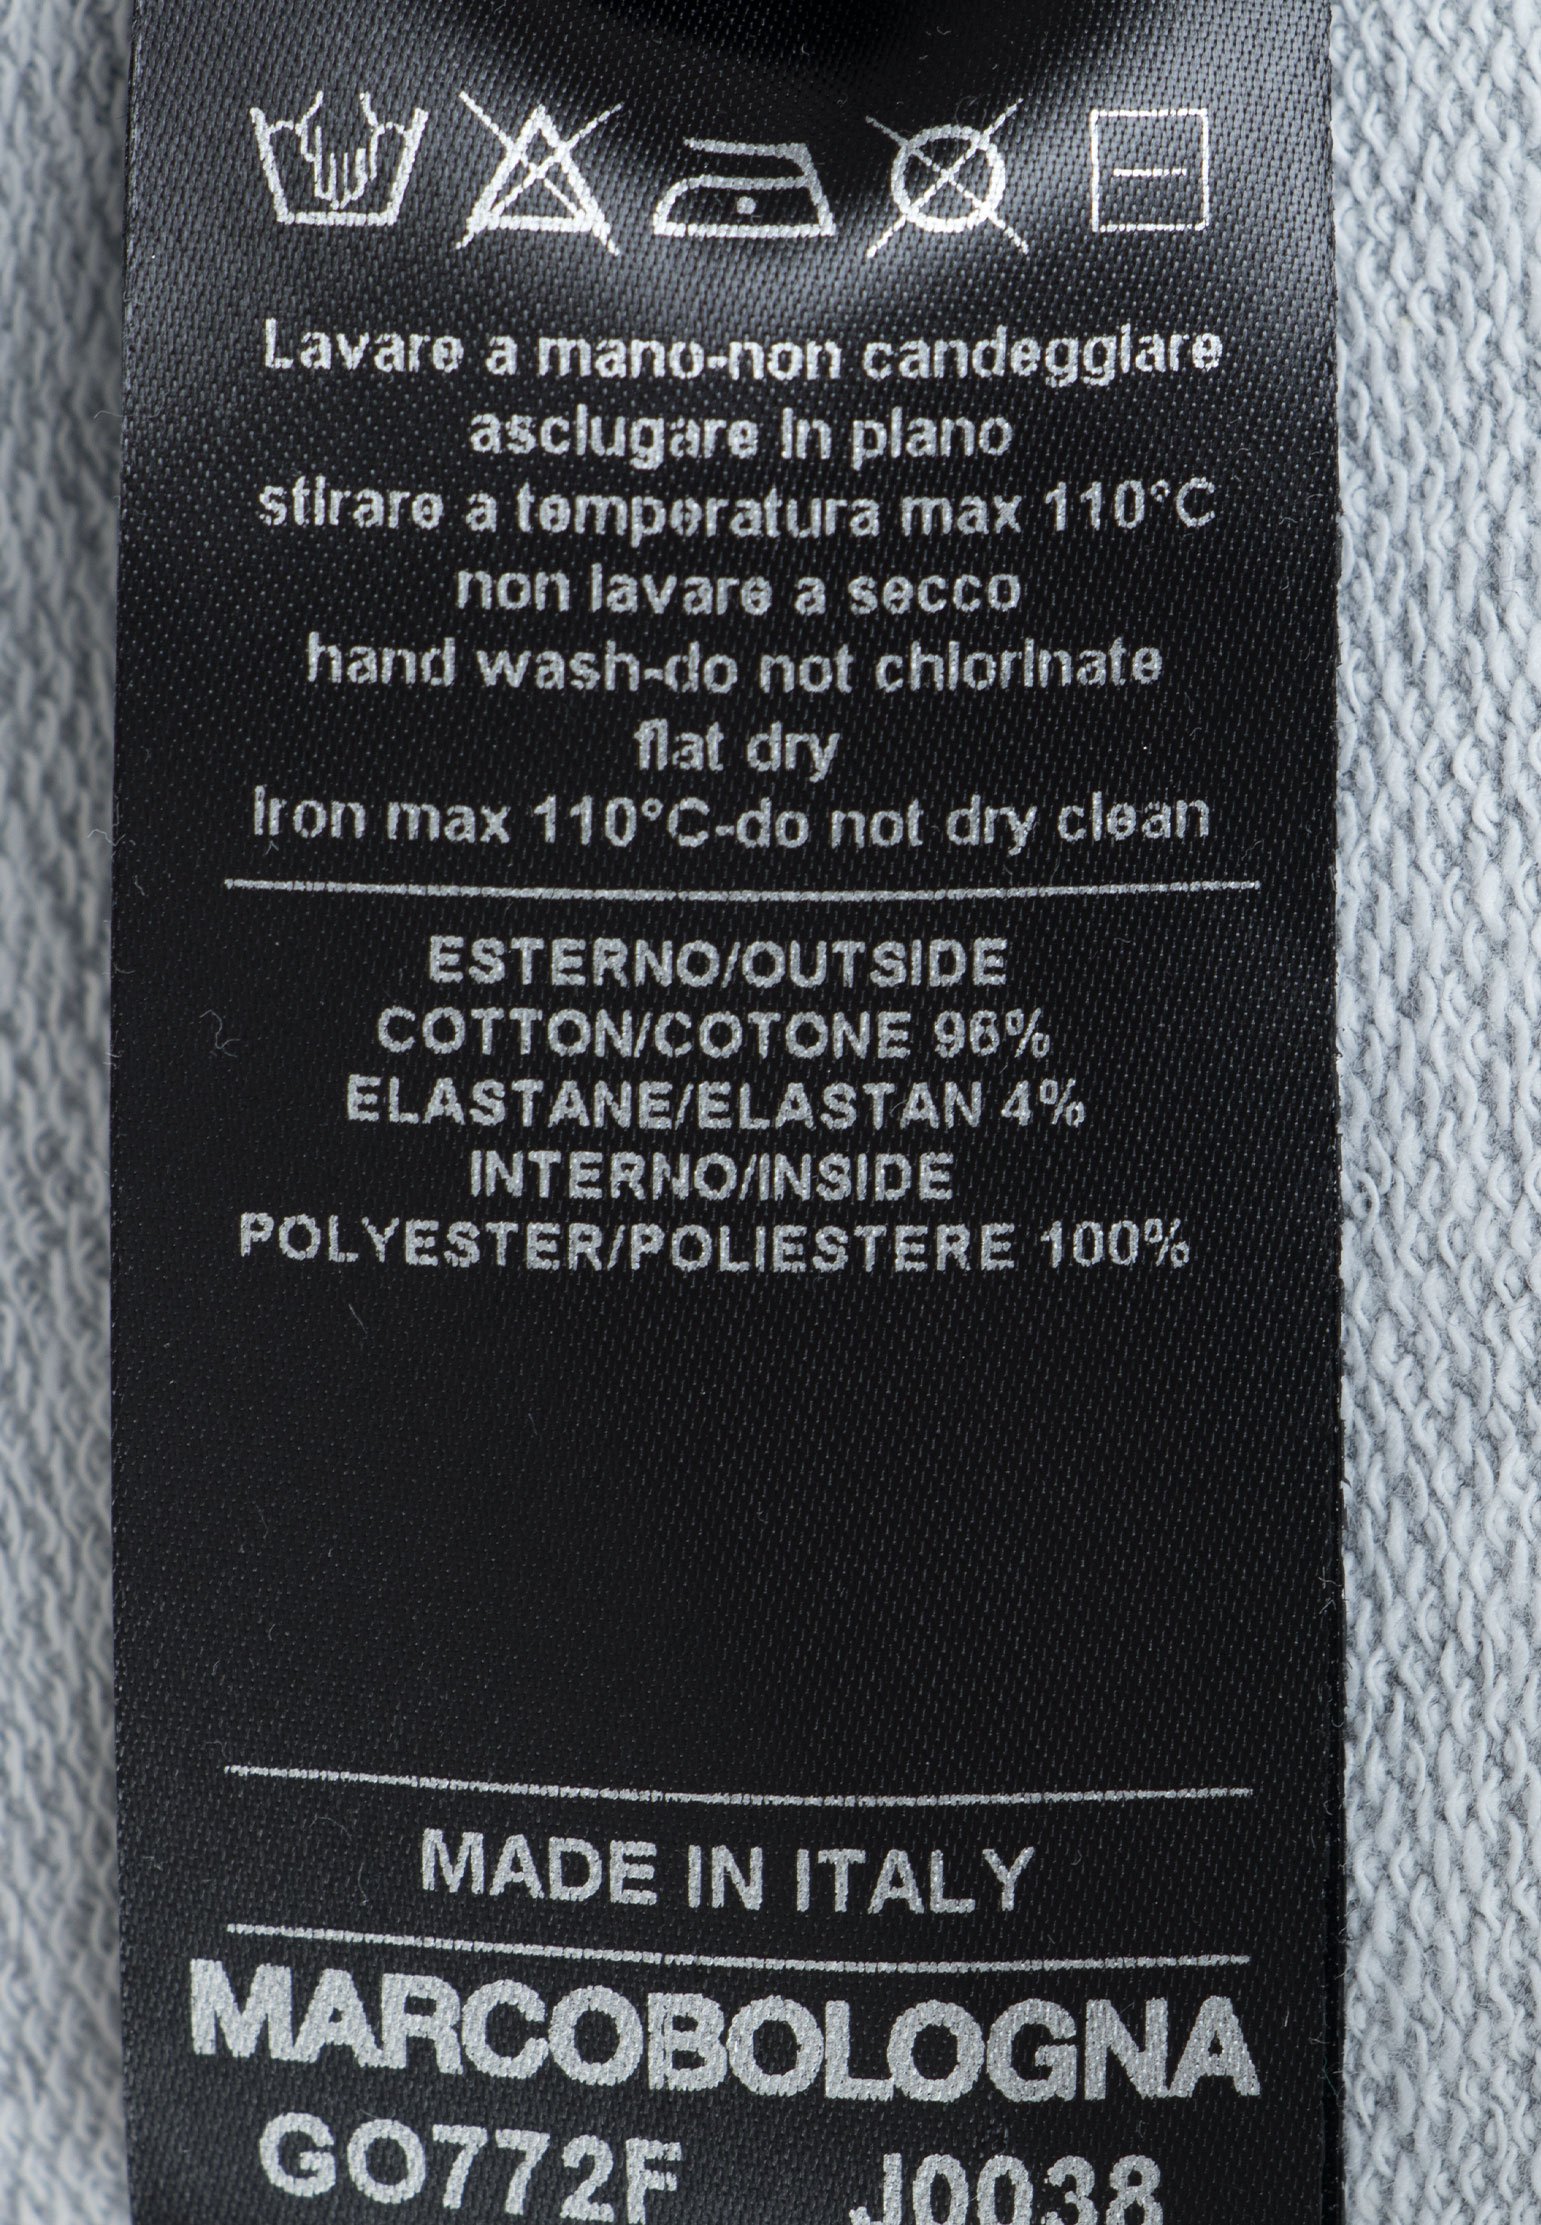 Lavare a mano-non candeggiare
asciugare in piano
stirare a temperatura max 110°C
non lavare a secco
hand wash-do not chlorinate
flat dry
Iron max 110°C-do not dry clean
ESTERNO/OUTSIDE
COTTON/COTONE 96%
ELASTANE/ELASTAN 4%
INTERNO/INSIDE
POLYESTER/POLIESTERE 100%
MADE IN ITALY
MARCOBOLOGNA
GO772F J0038